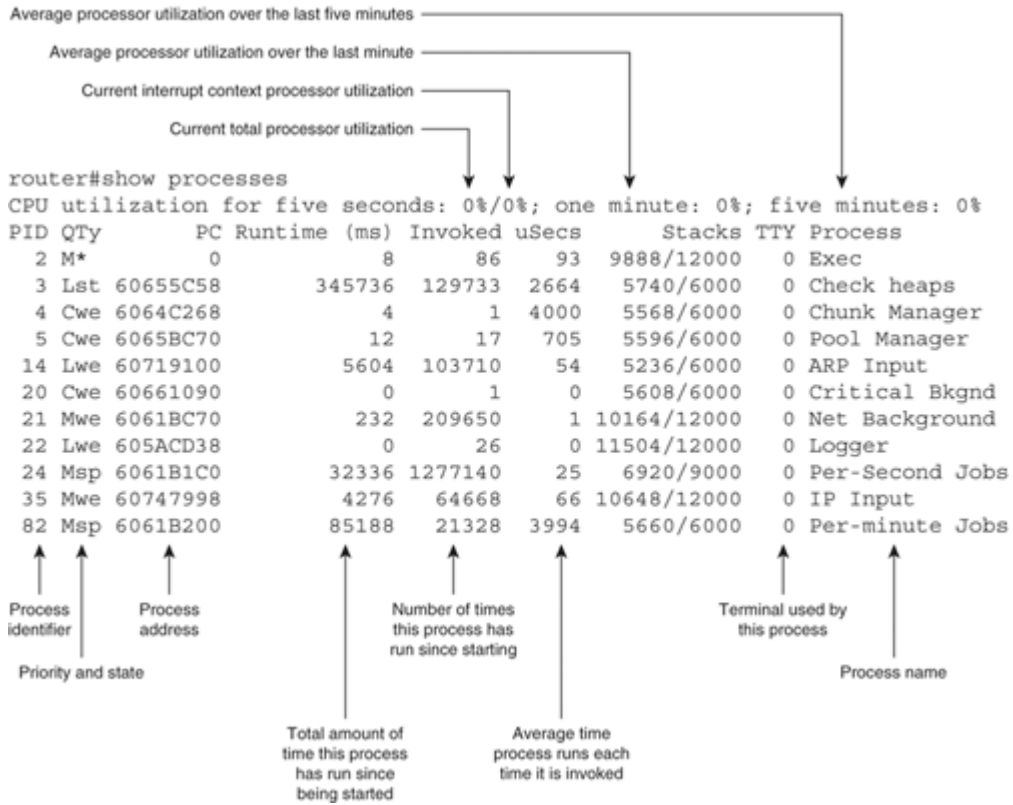 Average processor utilization over the last five minutes
Average processor utilization over the last minute
Current interrupt context processor utilization
Current total processor utilization
router#show processes
CPU utilization for five seconds: 0%/0%; one minute: 0%; five minutes: 0%
PID QTy PC Runtime (ms) Invoked uSecs Stacks TTY Process
2 M* 0 8 86 93 9888/12000 0 Exec
3 Lst 60655C58 345736 129733 2664 5740/6000 0 Check heaps
4 Cwe 6064C268 4 1 4000 5568/6000 0 Chunk Manager
5 Cwe 6065BC70 12 17 705 5596/6000 0 Pool Manager
14 Lwe 60719100 5604 103710 54 5236/6000 0 ARP Input
20 Cwe 60661090 0 1 0 5608/6000 0 Critical Bkgnd
21 Mwe 6061BC70 232 209650 1 10164/12000 0 Net Background
22 Lwe 605ACD38 0 26 0 11504/12000 0 Logger
24 Msp 6061B1C0 32336 1277140 25 6920/9000 0 Per-Second Jobs
35 Mwe 60747998 4276 64668 66 10648/12000 0 IP Input
82 Msp 6061B200 85188 21328 3994 5660/6000 0 Per-minute Jobs
Process
identifier
Process
address
Number of times
this process has
run since starting
Terminal used by
this process
Priority and state
Process name
Total amount of
time this process
has run since
being started
Average time
process runs each
time it is invoked